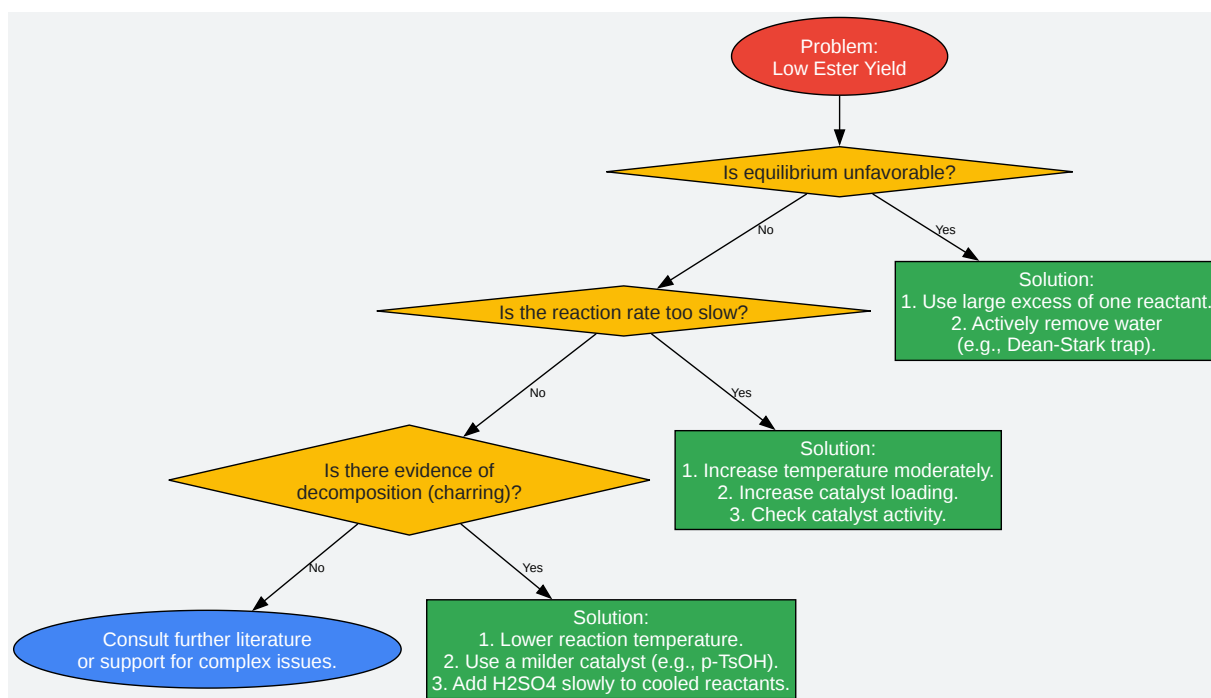 Problem:
Low Ester Yield
Is equilibrium unfavorable?
No
Yes
Solution:
1. Use large excess of one reactant.
2. Actively remove water
(e.g., Dean-Stark trap).
Is the reaction rate too slow?
No
Yes
Solution:
1. Increase temperature moderately.
2. Increase catalyst loading.
3. Check catalyst activity.
Is there evidence of
decomposition (charring)?
No
Yes
Consult further literature
or support for complex issues.
Solution:
1. Lower reaction temperature.
2. Use a milder catalyst (e.g., p-TsOH).
3. Add H2SO4 slowly to cooled reactants.